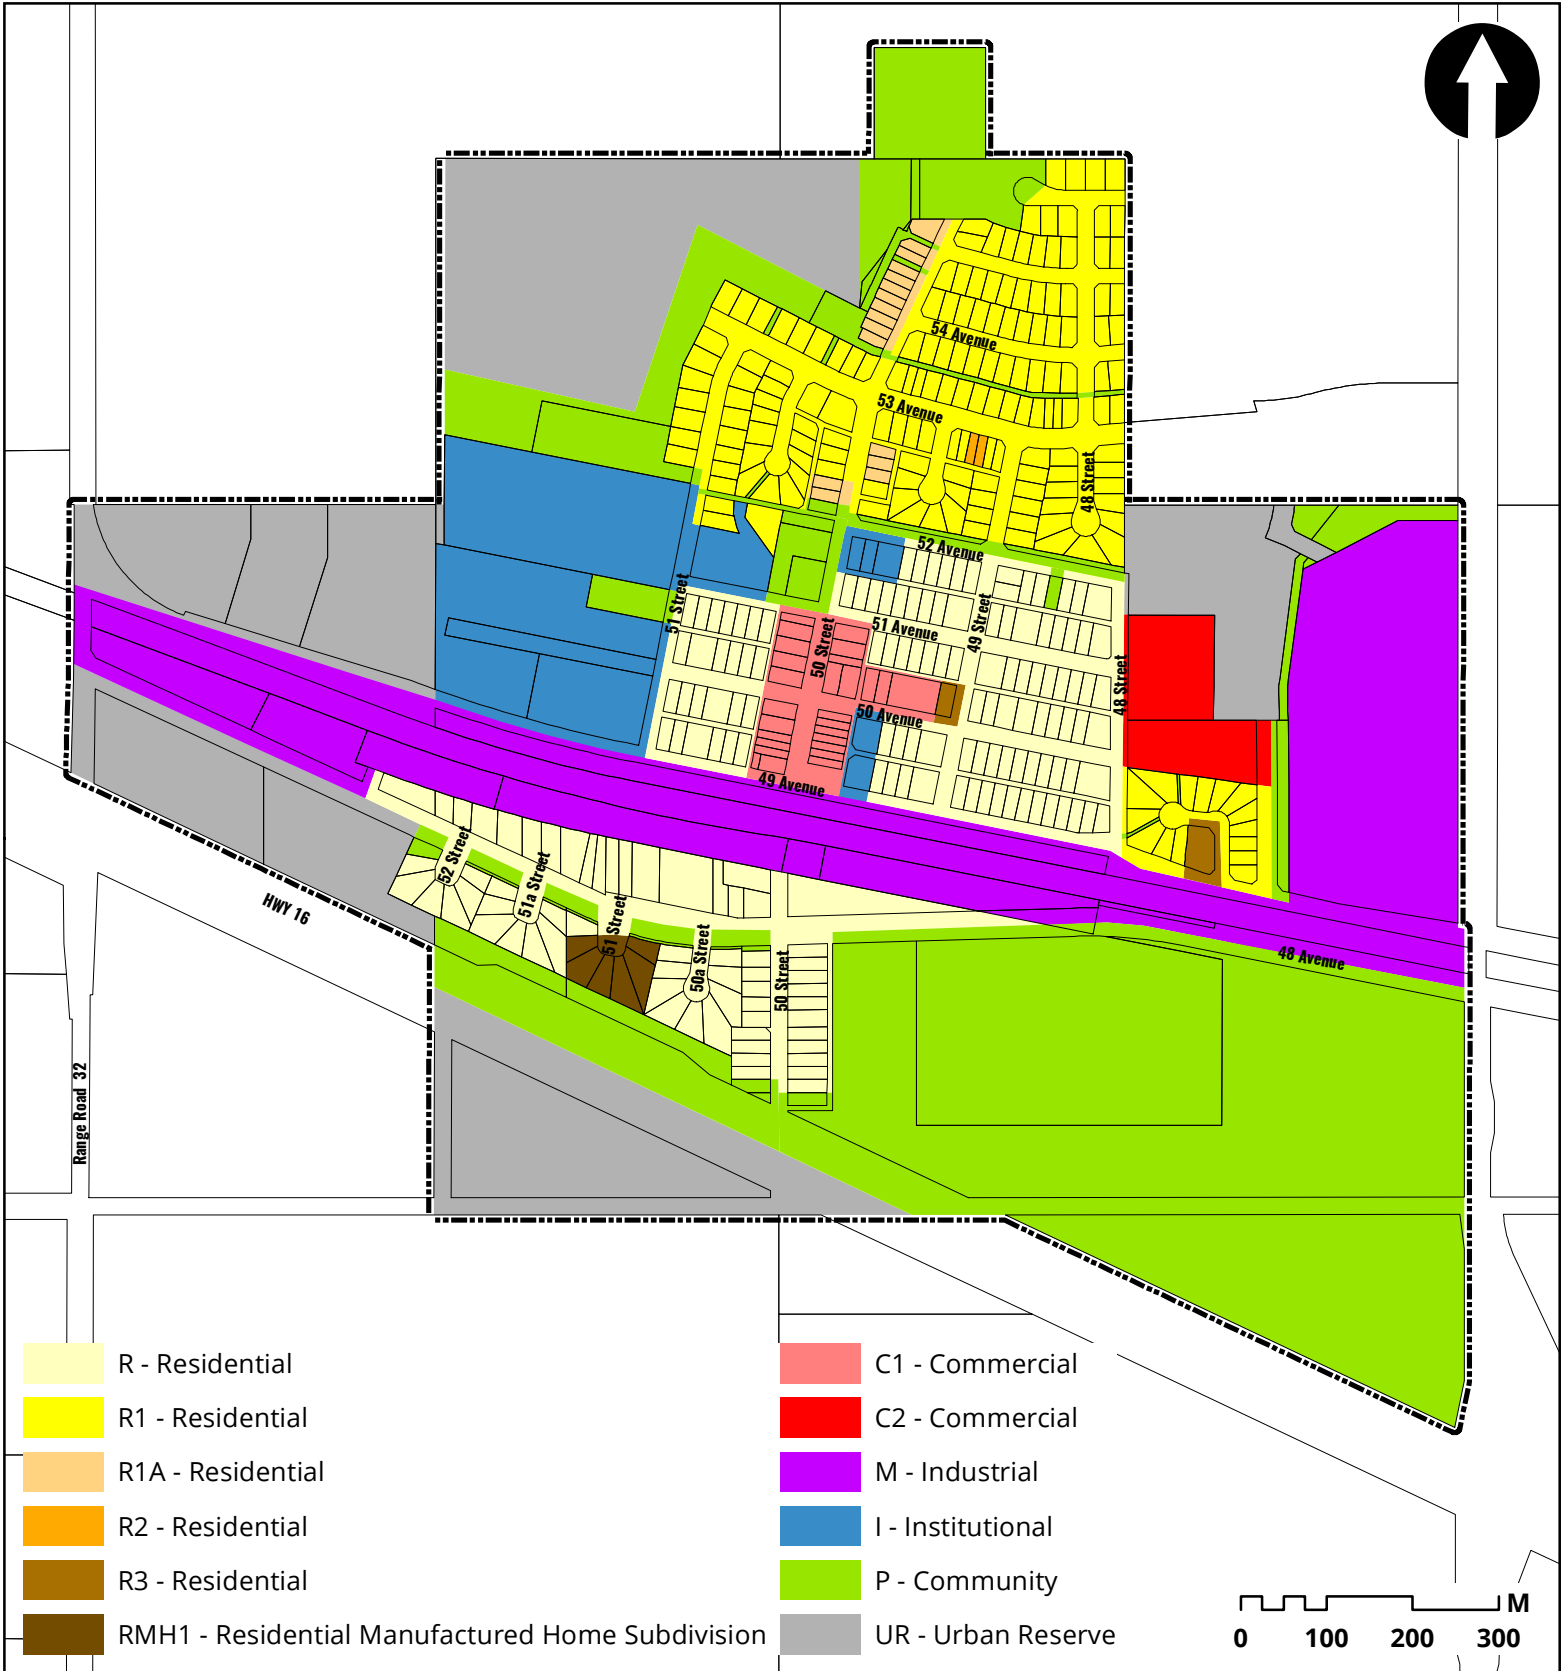 54 Avenue
53 Avenue
48 Street
52 Avenue
51 Street
49 Street
51 Avenue
50 Street
48 Street
50 Avenue
49 Avenue
52 Street
51a Street
HWY 16
51 Street
50a Street
50 Street
48 Avenue
Range Road 32
R - Residential
R1 - Residential
R1A - Residential
R2 - Residential
R3 - Residential
RMH1 - Residential Manufactured Home Subdivision
C1 - Commercial
C2 - Commercial
M - Industrial
I - Institutional
P - Community
UR - Urban Reserve
M
0 100 200 300